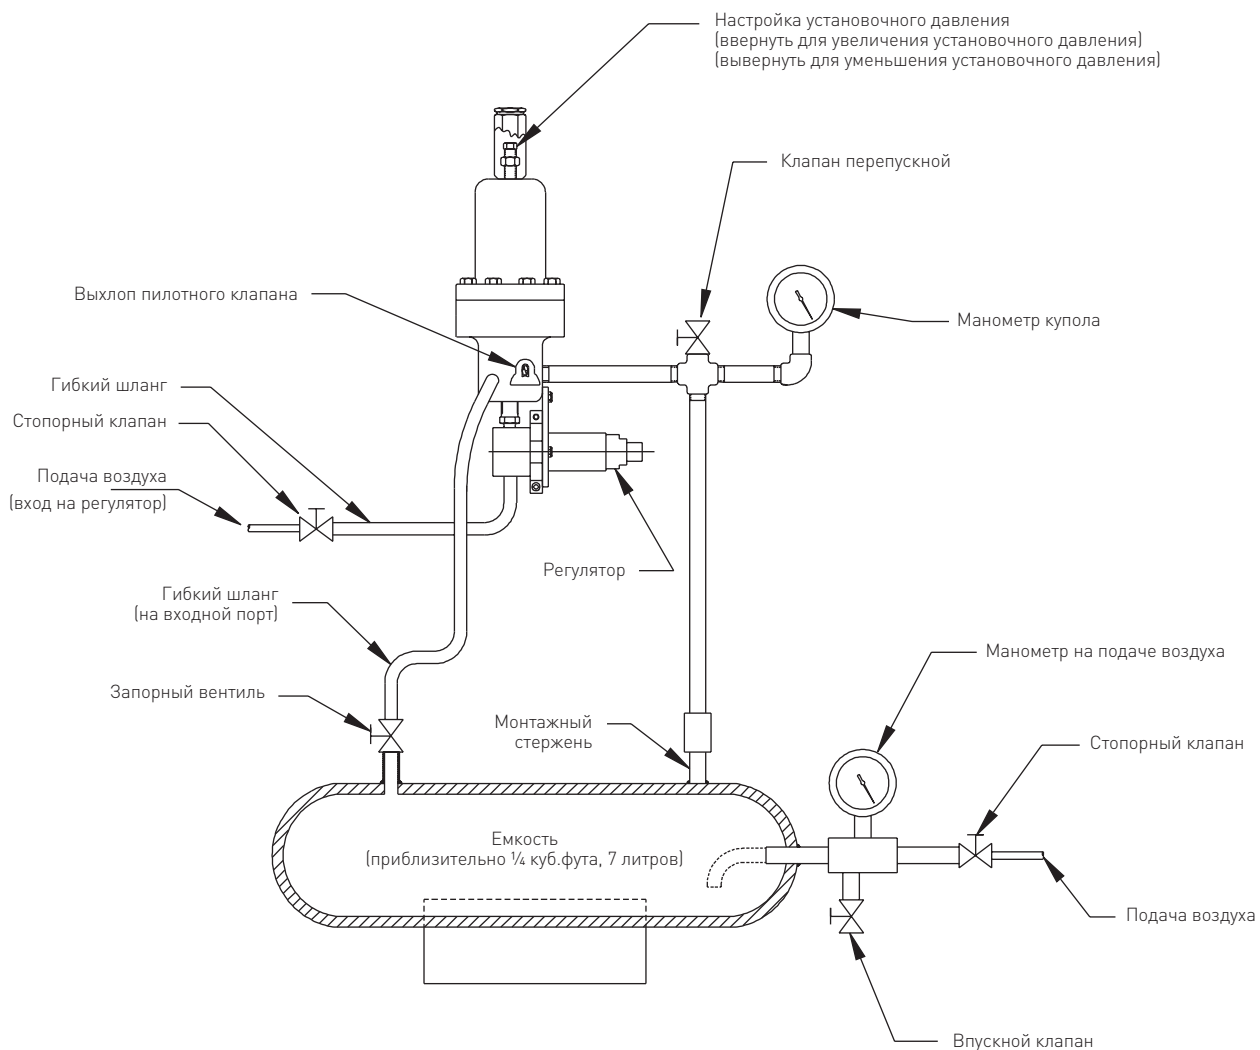 Настройка установочного давления
(ввернуть для увеличения установочного давления)
(вывернуть для уменьшения установочного давления)
Клапан перепускной
Выхлоп пилотного клапана
Манометр купола
Гибкий шланг
Стопорный клапан
Подача воздуха
(вход на регулятор)
Регулятор
Гибкий шланг
(на входной порт)
Манометр на подаче воздуха
Запорный вентиль
Монтажный
стержень
Стопорный клапан
Емкость
(приблизительно ¼ куб.фута, 7 литров)
Подача воздуха
Впускной клапан